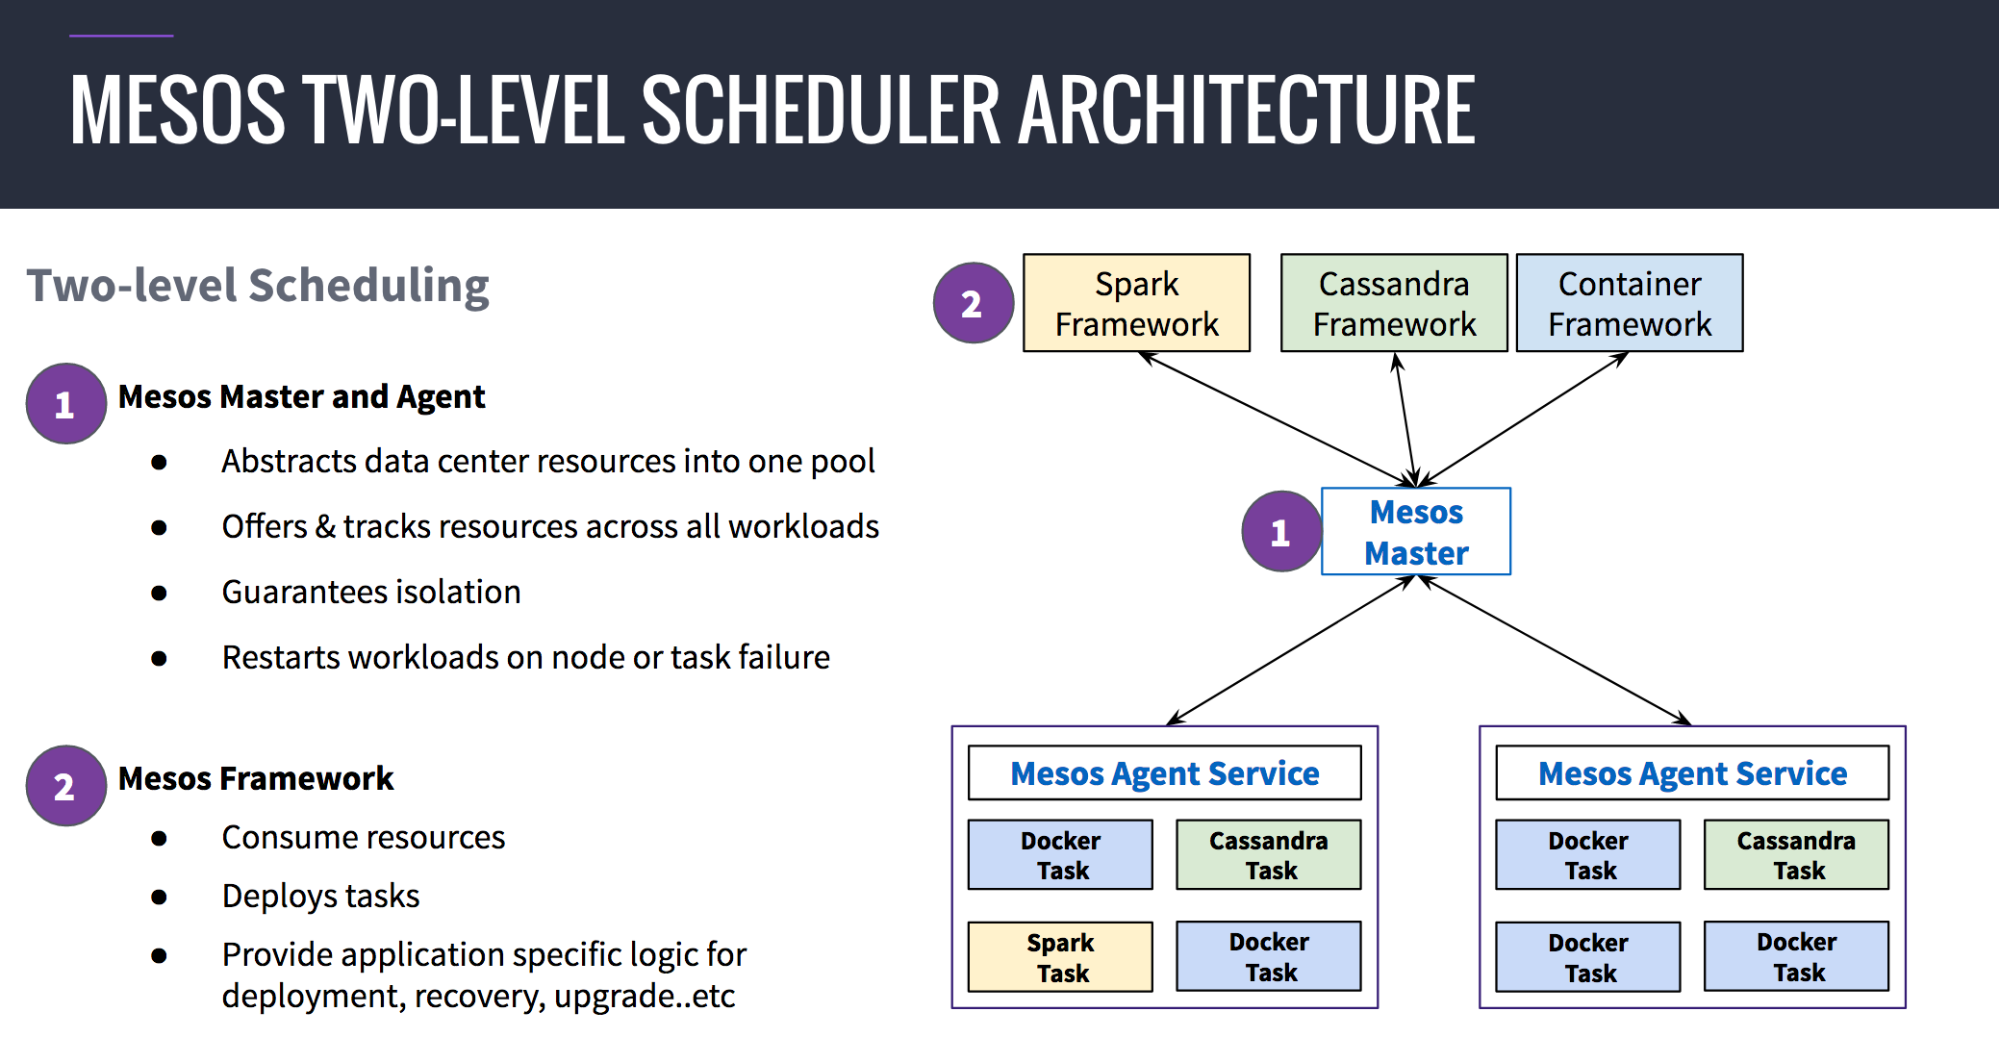 MESOS TWO-LEVEL SCHEDULER ARCHITECTURE
Two-level Scheduling
1
Mesos Master and Agent
● Abstracts data center resources into one pool
● Offers & tracks resources across all workloads
● Guarantees isolation
● Restarts workloads on node or task failure
2
Mesos Framework
● Consume resources
● Deploys tasks
● Provide application specific logic for
deployment, recovery, upgrade..etc
2
Spark
Framework
Cassandra
Framework
Container
Framework
1
Mesos
Master
Mesos Agent Service
Docker
Task
Cassandra
Task
Spark
Task
Docker
Task
Mesos Agent Service
Docker
Task
Cassandra
Task
Docker
Task
Docker
Task